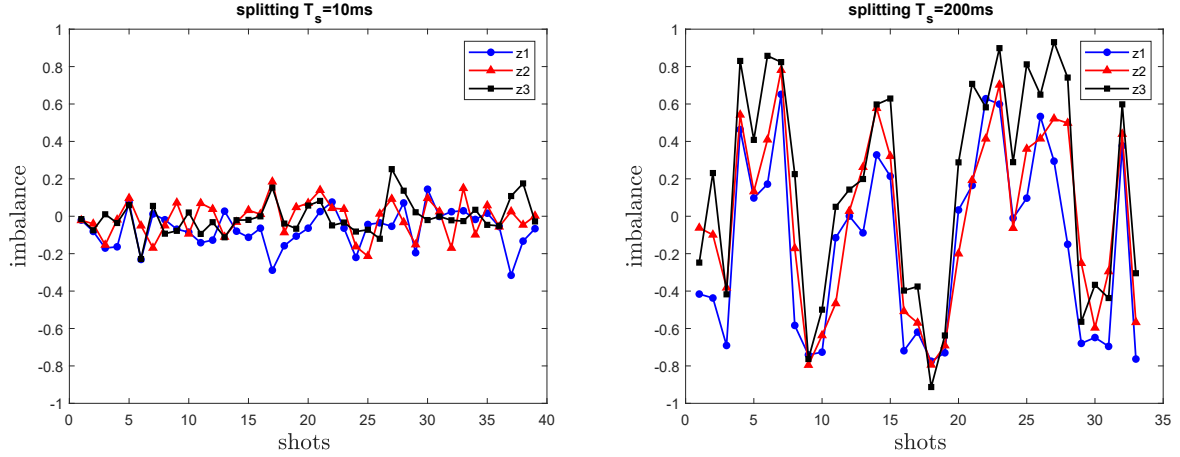 splitting T_s=10ms
1
0.8
0.6
0.4
0.2
0
-0.2
-0.4
-0.6
-0.8
-1
imbalance
0 5 10 15 20 25 30 35 40
shots
z1
z2
z3
splitting T_s=200ms
1
0.8
0.6
0.4
0.2
0
-0.2
-0.4
-0.6
-0.8
-1
imbalance
0 5 10 15 20 25 30 35
shots
z1
z2
z3